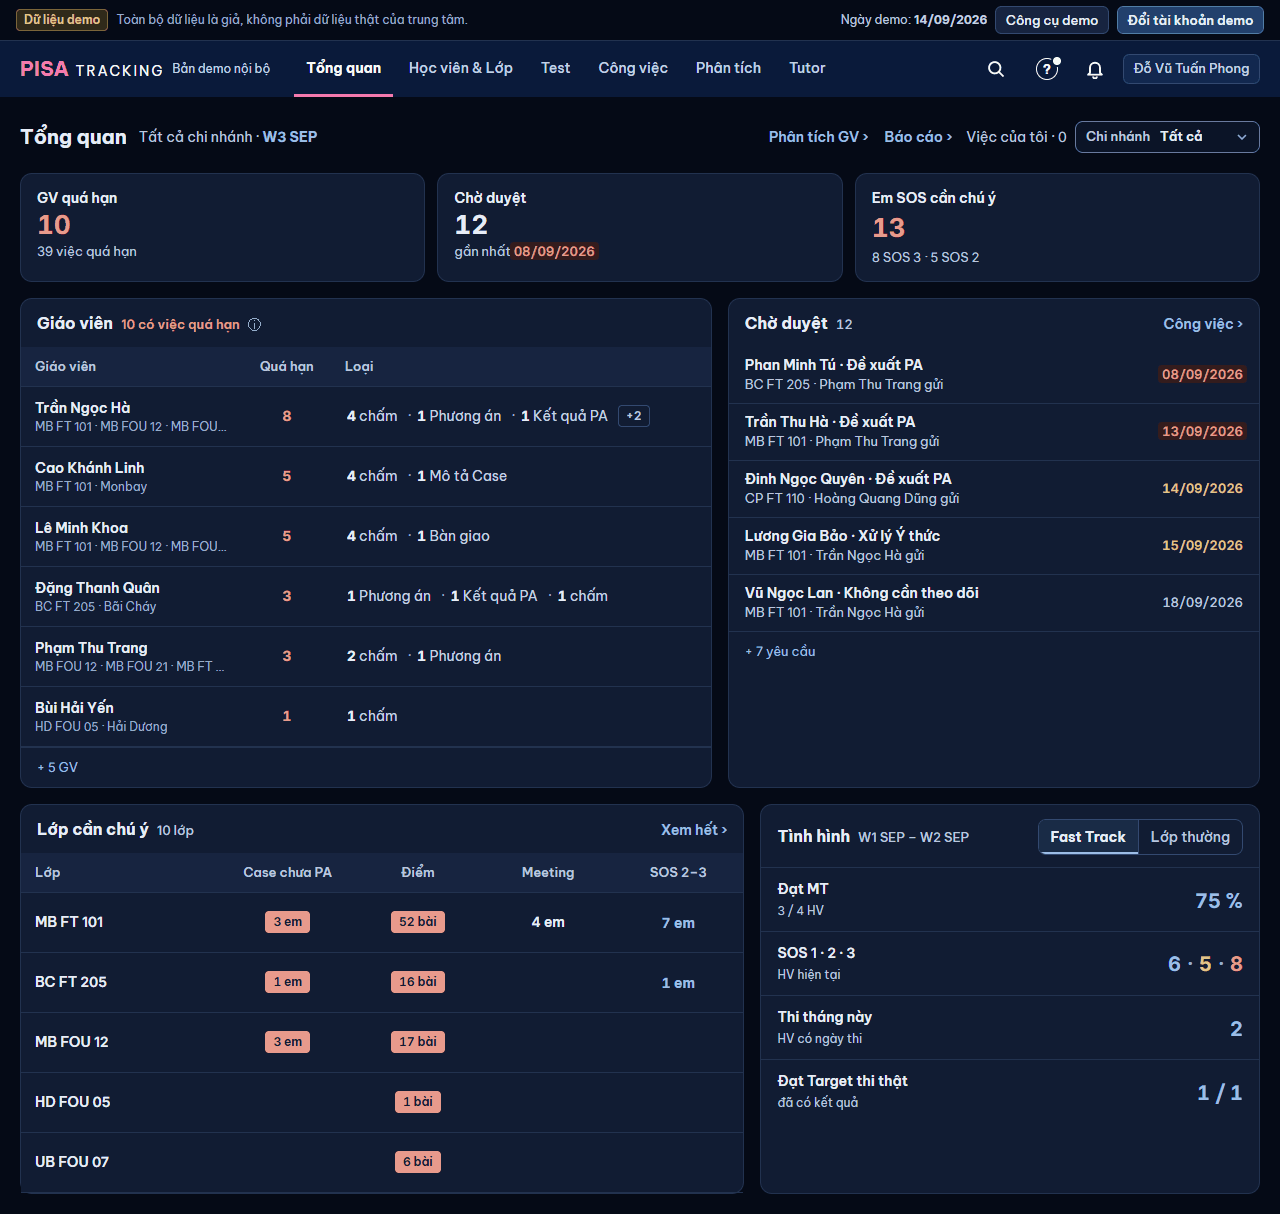 Dữ liệu demo Toàn bộ dữ liệu là giả, không phải dữ liệu thật của trung tâm. Ngày demo: 14/09/2026 Công cụ demo Đổi tài khoản demo
PISA TRACKING Bản demo nội bộ Tổng quan Học viên & Lớp Test Công việc Phân tích Tutor ? Đỗ Vũ Tuấn Phong
Tổng quan Tất cả chi nhánh · W3 SEP Phân tích GV › Báo cáo › Việc của tôi · 0 Chi nhánh Tất cả
GV quá hạn
10
39 việc quá hạn
Chờ duyệt
12
gần nhất 08/09/2026
Em SOS cần chú ý
13
8 SOS 3 · 5 SOS 2
Giáo viên 10 có việc quá hạn
Giáo viên Quá hạn Loại
Trần Ngọc Hà
MB FT 101 · MB FOU 12 · MB FOU...
8 4 chấm · 1 Phương án · 1 Kết quả PA +2
Cao Khánh Linh
MB FT 101 · Monbay
5 4 chấm · 1 Mô tả Case
Lê Minh Khoa
MB FT 101 · MB FOU 12 · MB FOU...
5 4 chấm · 1 Bàn giao
Đặng Thanh Quân
BC FT 205 · Bãi Cháy
3 1 Phương án · 1 Kết quả PA · 1 chấm
Phạm Thu Trang
MB FOU 12 · MB FOU 21 · MB FT ...
3 2 chấm · 1 Phương án
Bùi Hải Yến
HD FOU 05 · Hải Dương
1 1 chấm
+ 5 GV
Chờ duyệt 12 Công việc ›
Phan Minh Tú · Đề xuất PA
BC FT 205 · Phạm Thu Trang gửi
08/09/2026
Trần Thu Hà · Đề xuất PA
MB FT 101 · Phạm Thu Trang gửi
13/09/2026
Đinh Ngọc Quyên · Đề xuất PA
CP FT 110 · Hoàng Quang Dũng gửi
14/09/2026
Lương Gia Bảo · Xử lý Ý thức
MB FT 101 · Trần Ngọc Hà gửi
15/09/2026
Vũ Ngọc Lan · Không cần theo dõi
MB FT 101 · Trần Ngọc Hà gửi
18/09/2026
+ 7 yêu cầu
Lớp cần chú ý 10 lớp Xem hết ›
Lớp Case chưa PA Điểm Meeting SOS 2–3
MB FT 101 3 em 52 bài 4 em 7 em
BC FT 205 1 em 16 bài 1 em
MB FOU 12 3 em 17 bài
HD FOU 05 1 bài
UB FOU 07 6 bài
Tình hình W1 SEP – W2 SEP Fast Track Lớp thường
Đạt MT
3 / 4 HV
75 %
SOS 1 · 2 · 3
HV hiện tại
6 · 5 · 8
Thi tháng này
HV có ngày thi
2
Đạt Target thi thật
đã có kết quả
1 / 1